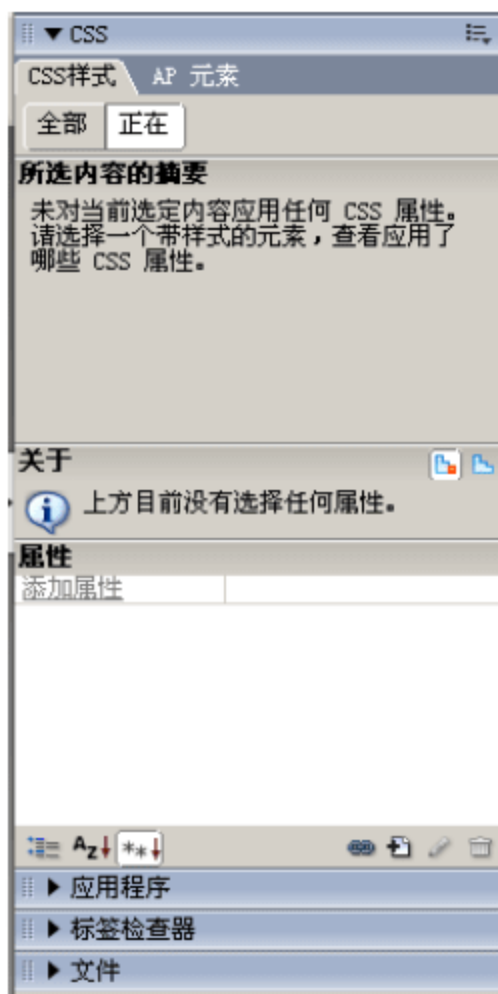 CSS
CSS样式 AP 元素
全部 正在
所选内容的摘要
未对当前选定内容应用任何 CSS 属性。
请选择一个带样式的元素，查看应用了
哪些 CSS 属性。
关于
上方目前没有选择任何属性。
属性
添加属性
Az **
应用程序
标签检查器
文件